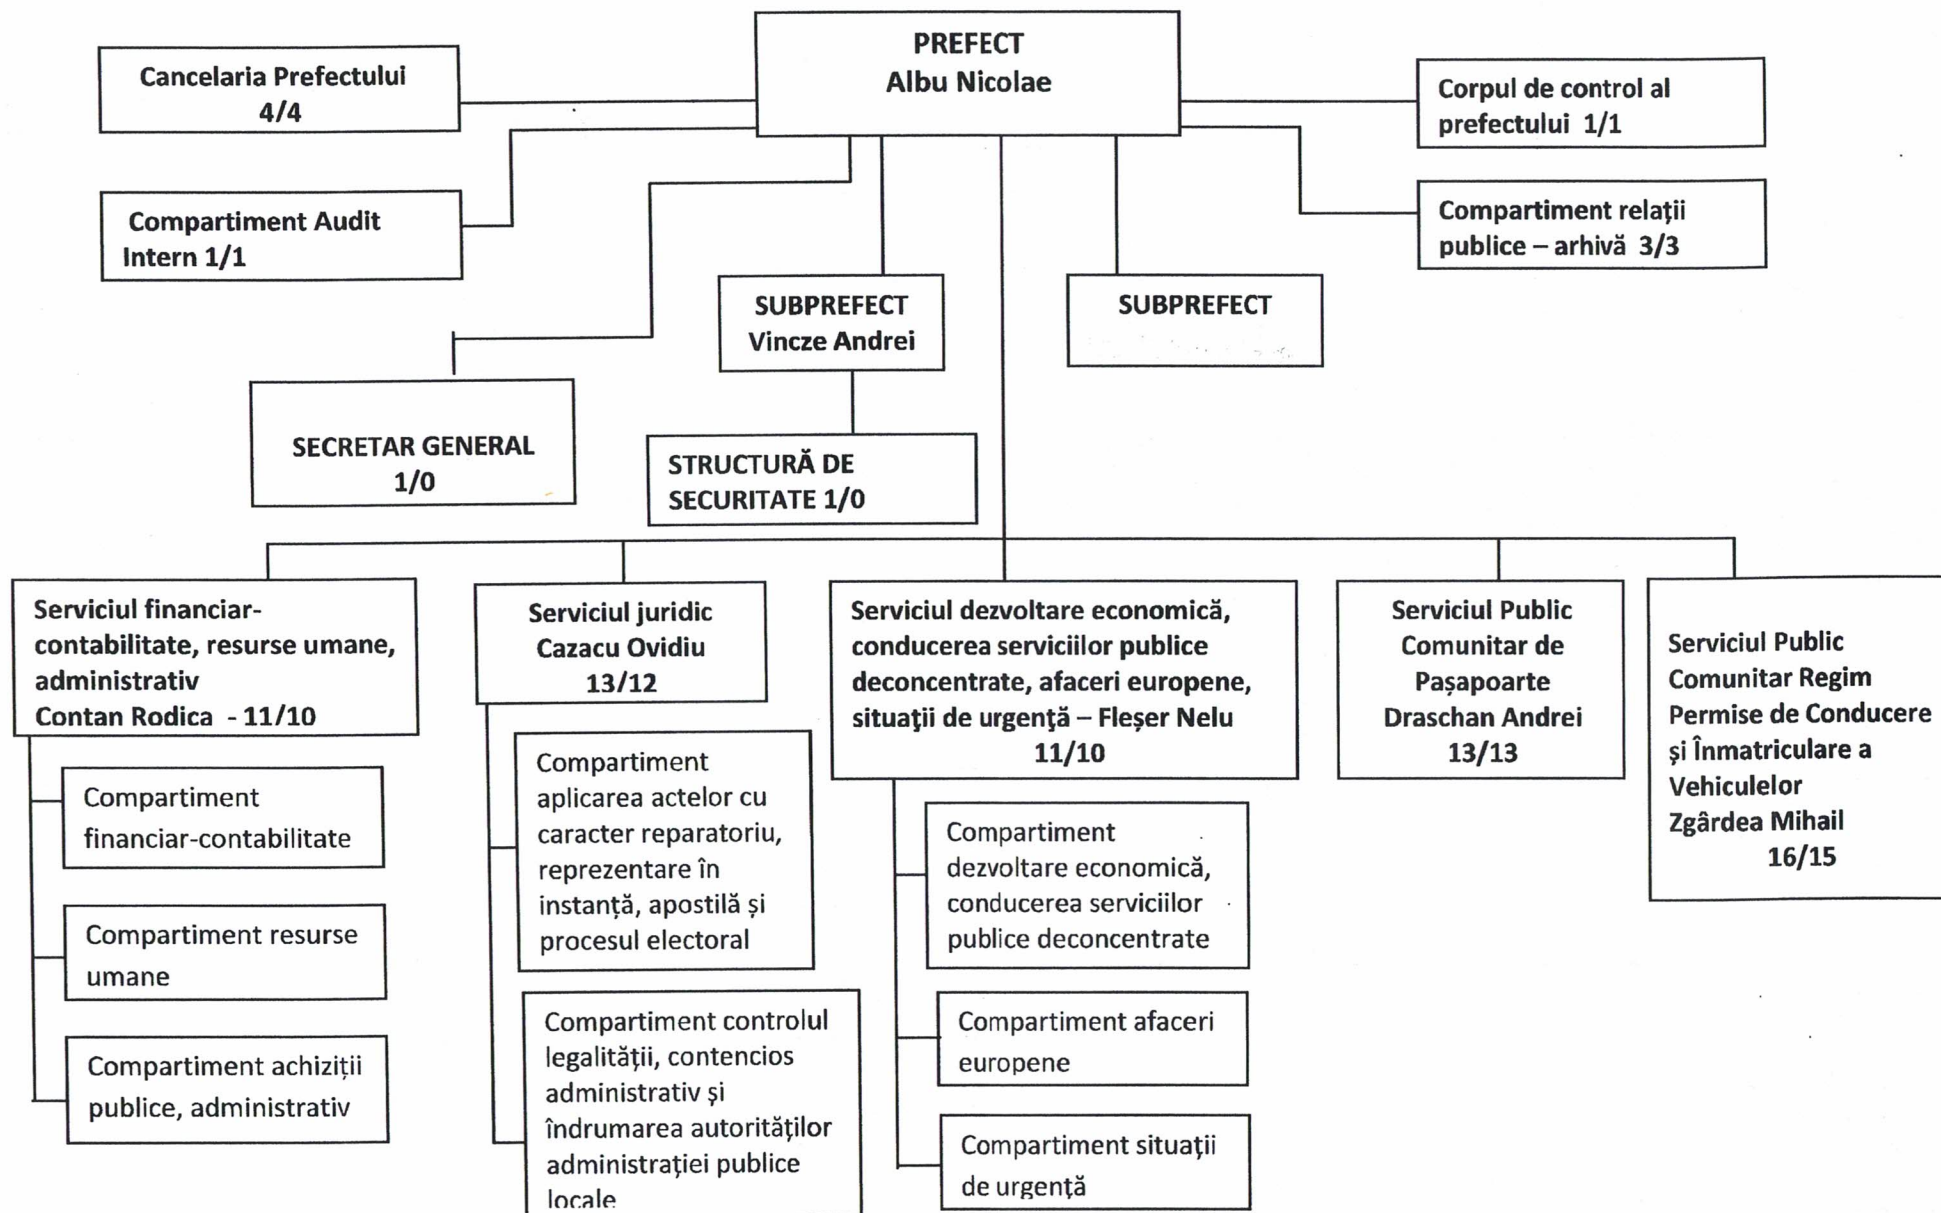 PREFECT
Albu Nicolae
Cancelaria Prefectului
4/4
Corpul de control al
prefectului 1/1
Compartiment Audit
Intern 1/1
Compartiment relații
publice – arhivă 3/3
SUBPREFECT
Vincze Andrei
SUBPREFECT
SECRETAR GENERAL
1/0
STRUCTURĂ DE
SECURITATE 1/0
Serviciul financiar-
contabilitate, resurse umane,
administrativ
Contan Rodica - 11/10
Compartiment
financiar-contabilitate
Compartiment resurse
umane
Compartiment achiziții
publice, administrativ
Serviciul juridic
Cazacu Ovidiu
13/12
Compartiment
aplicarea actelor cu
caracter reparatoriu,
reprezentare în
instanță, apostilă și
procesul electoral
Compartiment controlul
legalității, contencios
administrativ și
îndrumarea autorităților
administrației publice
locale
Serviciul dezvoltare economică,
conducerea serviciilor publice
deconcentrate, afaceri europene,
situații de urgență – Fleșer Nelu
11/10
Compartiment
dezvoltare economică,
conducerea serviciilor
publice deconcentrate
Compartiment afaceri
europene
Compartiment situații
de urgență
Serviciul Public
Comunitar de
Pașapoarte
Draschan Andrei
13/13
Serviciul Public
Comunitar Regim
Permise de Conducere
și Înmatriculare a
Vehiculelor
Zgârdea Mihail
16/15